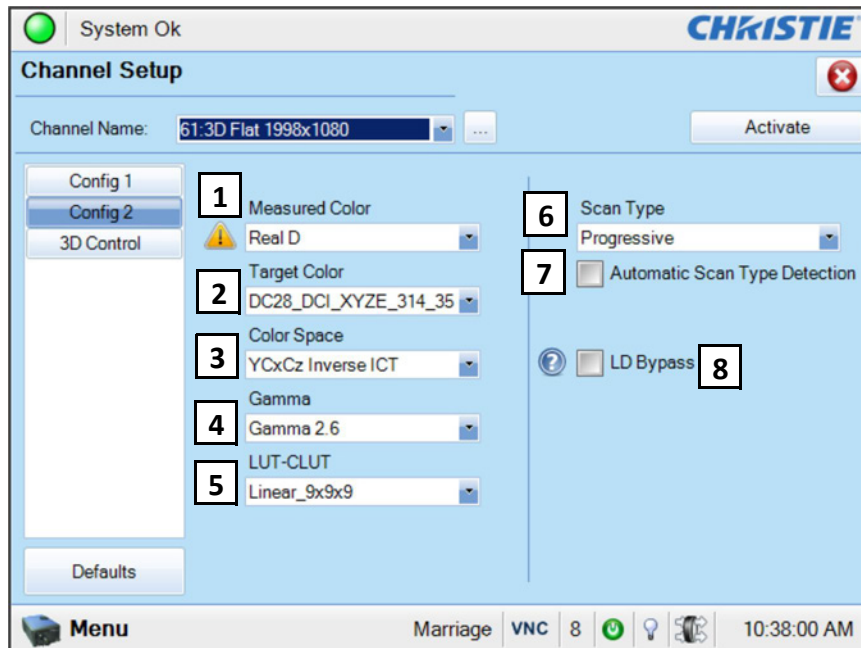 System Ok
CHRISTIE
Channel Setup
Channel Name:
61:3D Flat 1998x1080
...
Activate
Config 1
Config 2
3D Control
Defaults
1
Measured Color
Real D
2
Target Color
DC28_DCI_XYZE_314_35
3
Color Space
YCxCz Inverse ICT
4
Gamma
Gamma 2.6
5
LUT-CLUT
Linear_9x9x9
6
Scan Type
Progressive
7
Automatic Scan Type Detection
?
LD Bypass
8
Menu
Marriage
VNC
8
10:38:00 AM